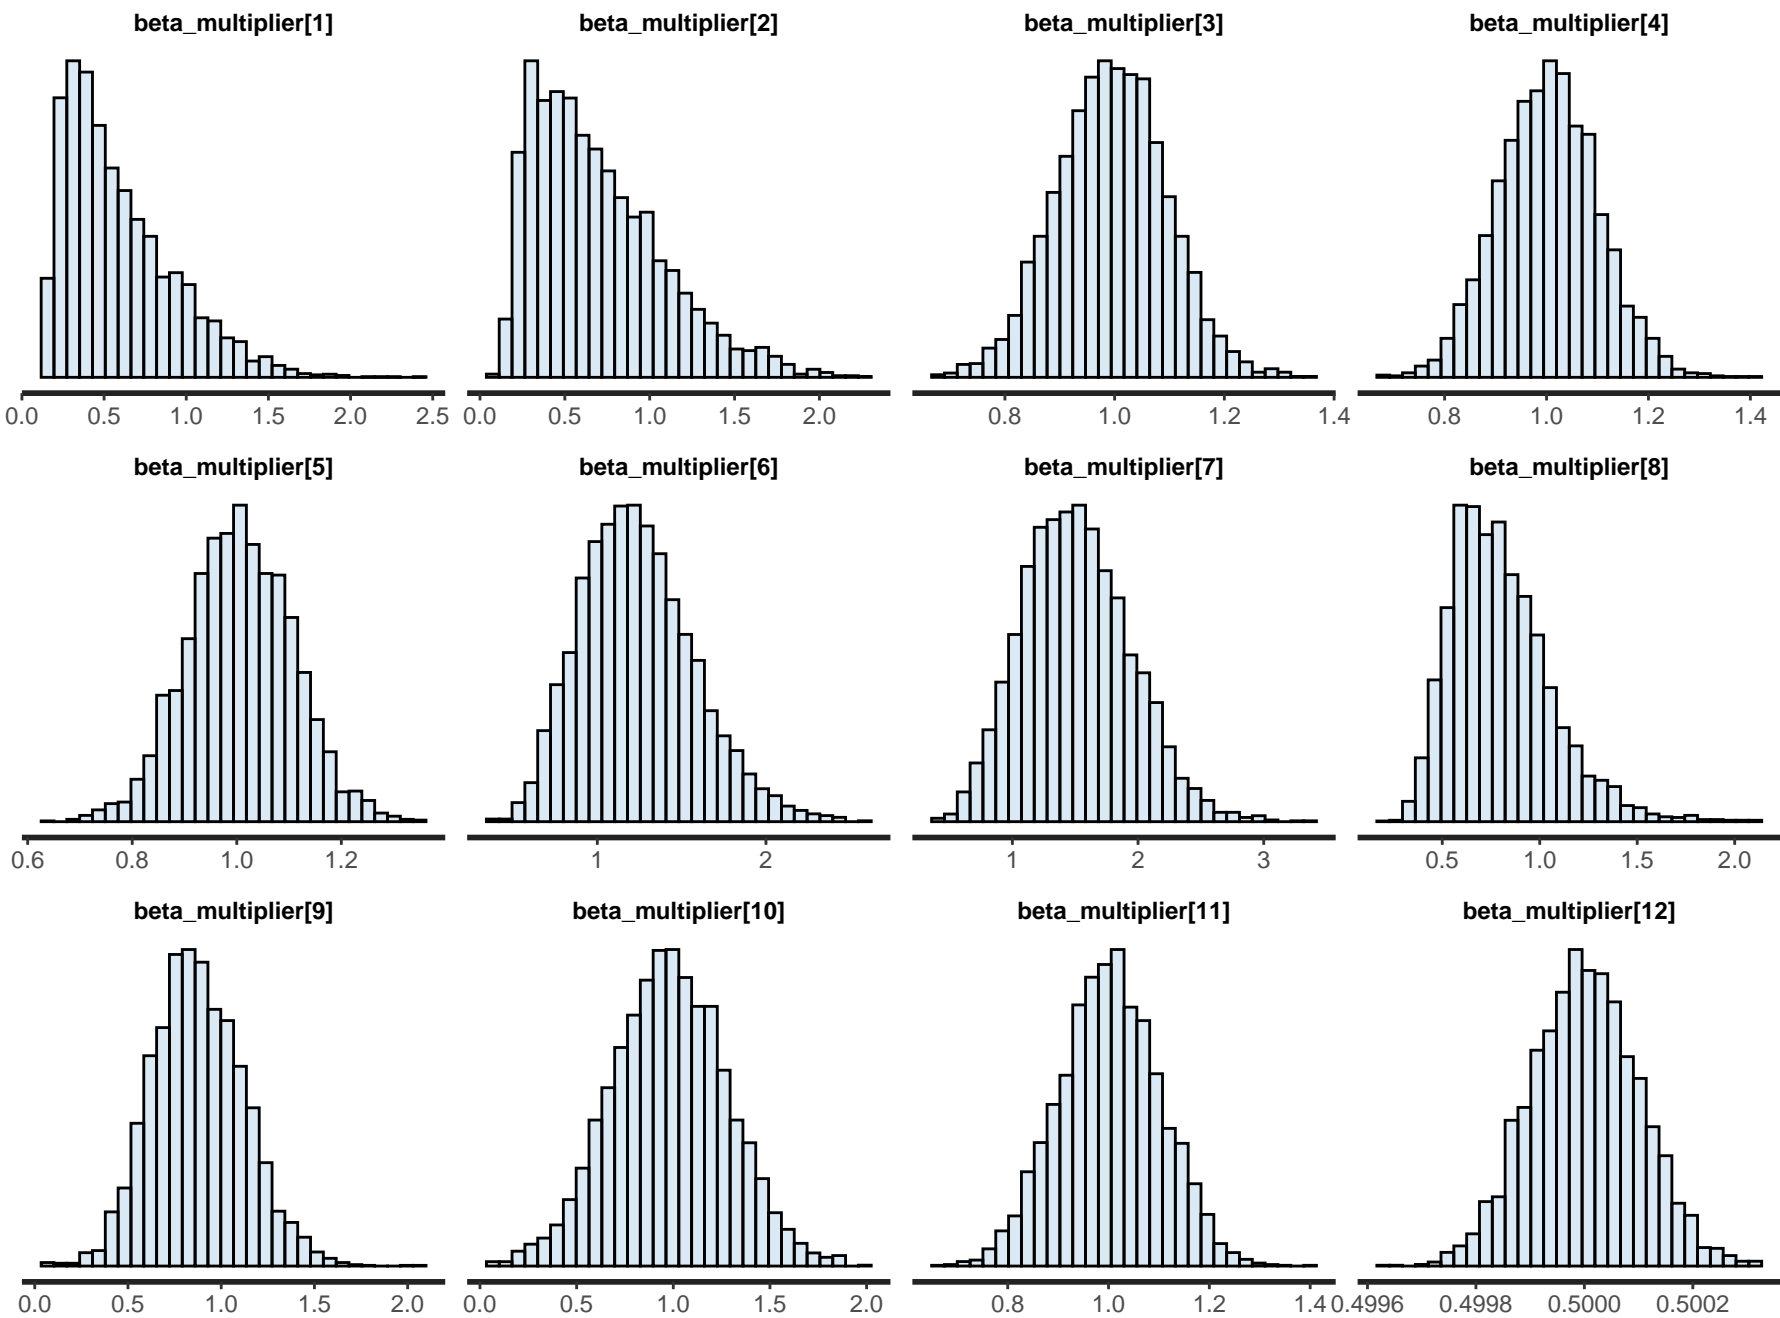 beta_multiplier[1] beta_multiplier[2] beta_multiplier[3] beta_multiplier[4]
0.0 0.5 1.0 1.5 2.0 2.5 0.0 0.5 1.0 1.5 2.0 0.8 1.0 1.2 1.4 0.8 1.0 1.2 1.4
beta_multiplier[5] beta_multiplier[6] beta_multiplier[7] beta_multiplier[8]
0.6 0.8 1.0 1.2 1 2 1 2 3 0.5 1.0 1.5 2.0
beta_multiplier[9] beta_multiplier[10] beta_multiplier[11] beta_multiplier[12]
0.0 0.5 1.0 1.5 2.0 0.0 0.5 1.0 1.5 2.0 0.8 1.0 1.2 1.4 0.4996 0.4998 0.5000 0.5002